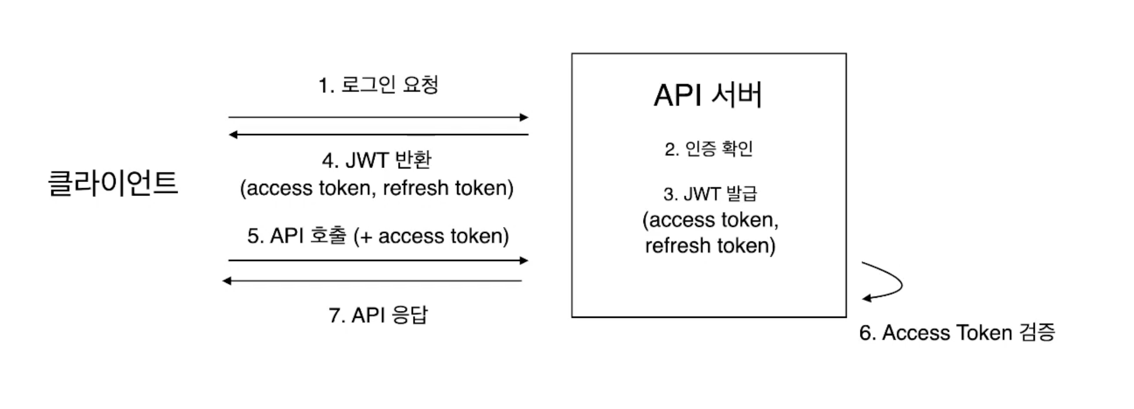 1. 로그인 요청
4. JWT 반환
(access token, refresh token)
클라이언트
5. API 호출 (+ access token)
7. API 응답
API 서버
2. 인증 확인
3. JWT 발급
(access token,
refresh token)
6. Access Token 검증